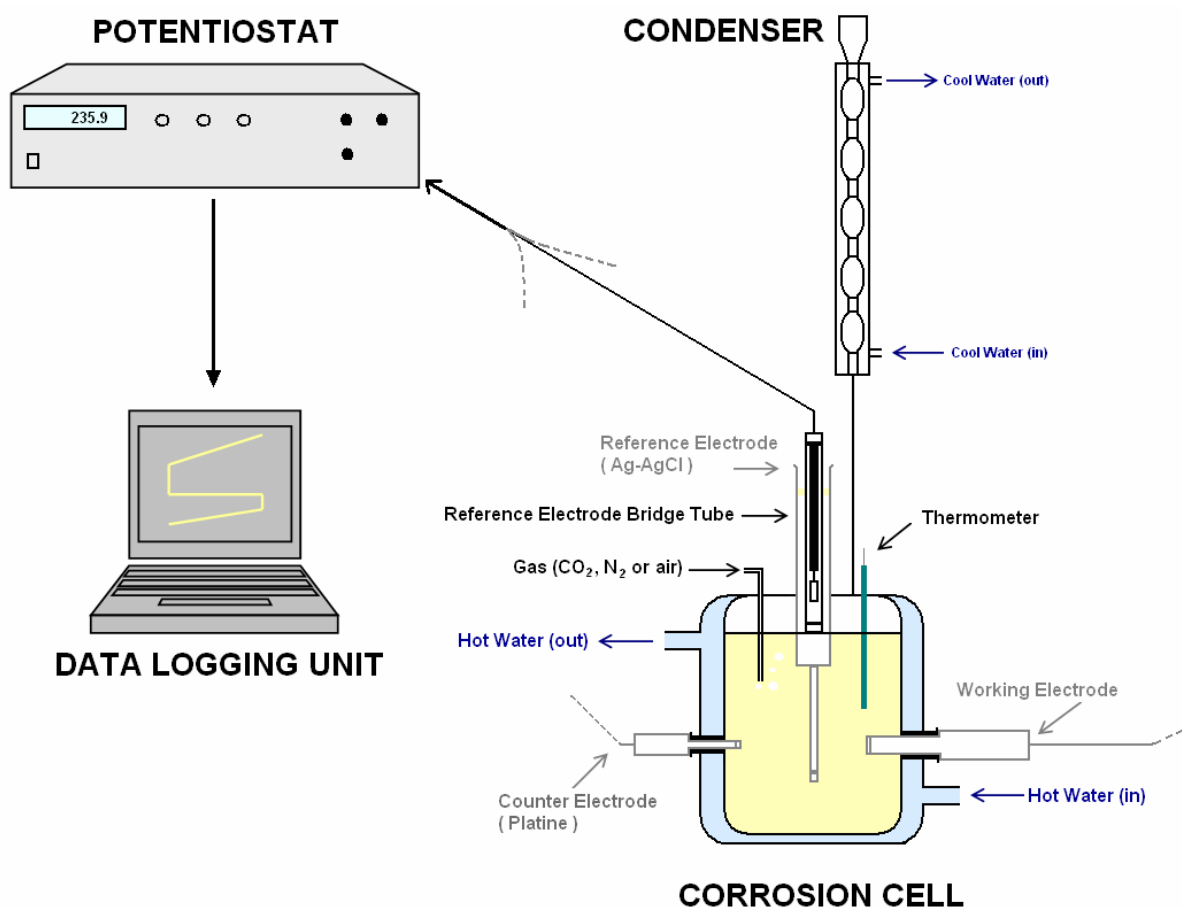 POTENTIOSTAT
CONDENSER
235.9
Cool Water (out)
Cool Water (in)
Reference Electrode
( Ag-AgCl )
Reference Electrode Bridge Tube
Thermometer
Gas (CO₂, N₂ or air)
Hot Water (out)
DATA LOGGING UNIT
Working Electrode
Counter Electrode
( Platine )
Hot Water (in)
CORROSION CELL